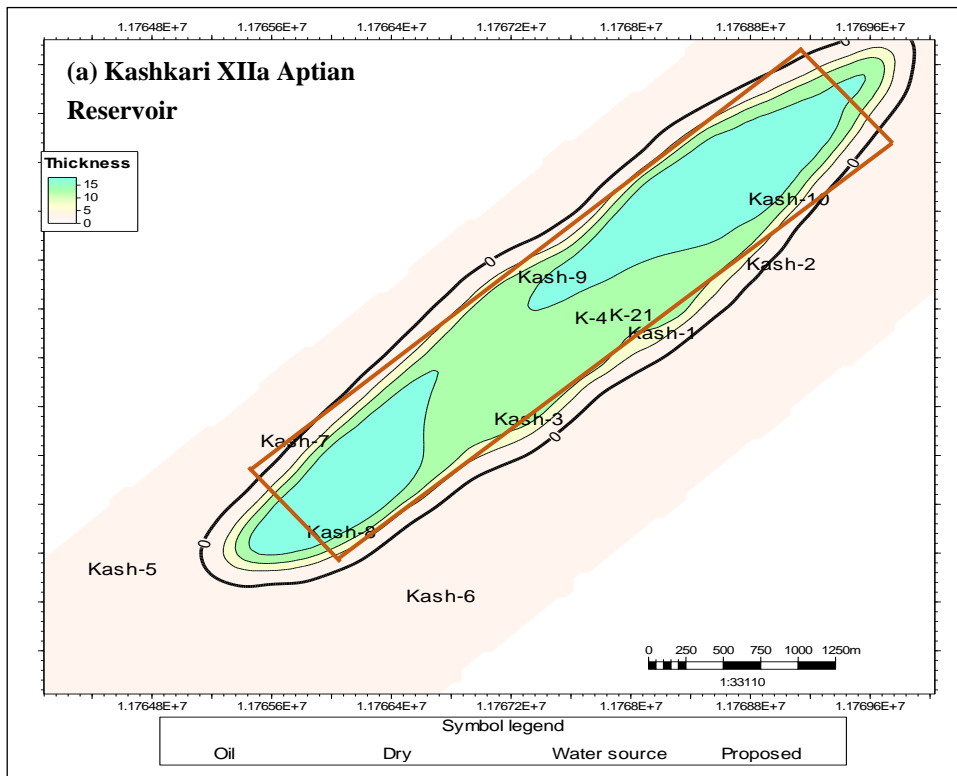 1.17648E+7 1.17656E+7 1.17664E+7 1.17672E+7 1.1768E+7 1.17688E+7 1.17696E+7
(a) Kashkari XIIa Aptian
Reservoir
0
Thickness
15
10
5
0
0
Kash-10
0
Kash-2
Kash-9
K-4
K-21
Kash-1
Kash-3
0
Kash-7
Kash-8
0
Kash-5
Kash-6
0 250 500 750 1000 1250m
1:33110
1.17648E+7 1.17656E+7 1.17664E+7 1.17672E+7 1.1768E+7 1.17688E+7 1.17696E+7
Symbol legend
Oil Dry Water source Proposed